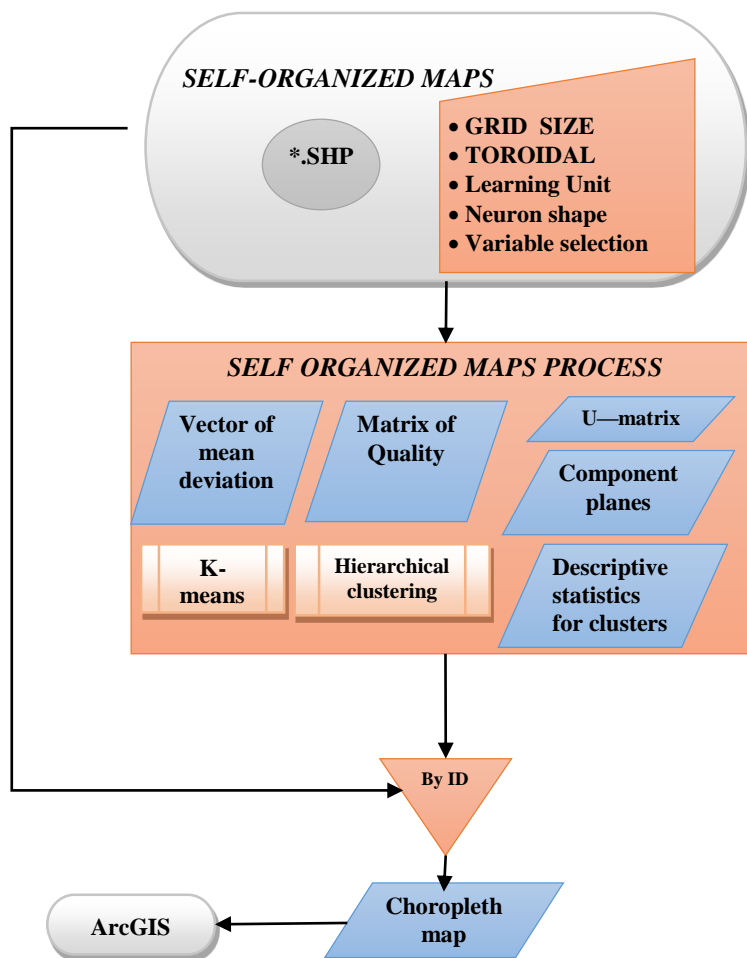 SELF-ORGANIZED MAPS
*.SHP
• GRID SIZE
• TOROIDAL
• Learning Unit
• Neuron shape
• Variable selection
SELF ORGANIZED MAPS PROCESS
Vector of
mean
deviation
Matrix of
Quality
U—matrix
Component
planes
K-
means
Hierarchical
clustering
Descriptive
statistics
for clusters
By ID
Choropleth
map
ArcGIS